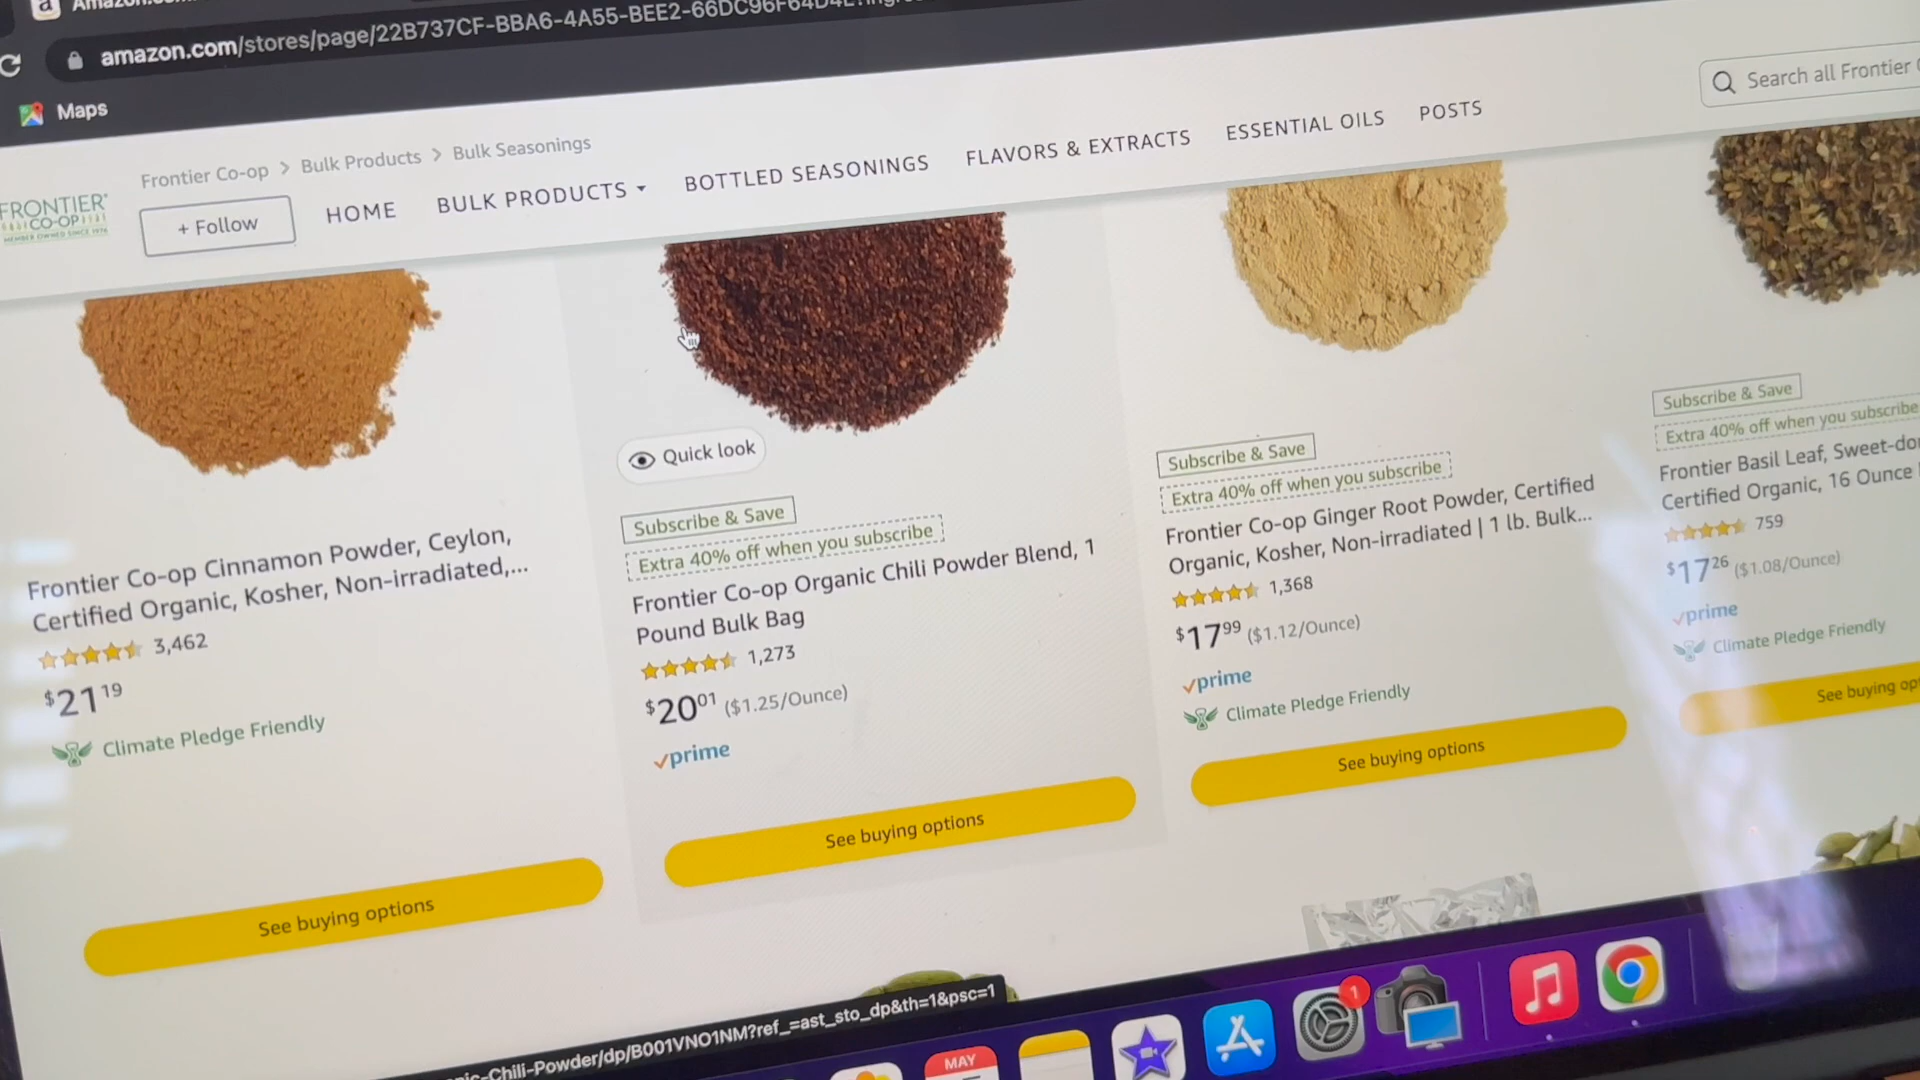 amazon.com/stores/page/22B737CF-BBA6-4A55-BEE2-66DC96F64D4E
Maps
Frontier Co-op > Bulk Products > Bulk Seasonings
FRONTIER
CO-OP
MEMBER OWNED SINCE 1976
+ Follow
HOME
BULK PRODUCTS
BOTTLED SEASONINGS
FLAVORS & EXTRACTS
ESSENTIAL OILS
POSTS
Search all Frontier
Frontier Co-op Cinnamon Powder, Ceylon,
Certified Organic, Kosher, Non-irradiated,...
3,462
$21 19
Climate Pledge Friendly
See buying options
Quick look
Subscribe & Save
Extra 40% off when you subscribe
Frontier Co-op Organic Chili Powder Blend, 1
Pound Bulk Bag
1,273
$20 01 ($1.25/Ounce)
prime
See buying options
Subscribe & Save
Extra 40% off when you subscribe
Frontier Co-op Ginger Root Powder, Certified
Organic, Kosher, Non-irradiated | 1 lb. Bulk...
1,368
$17 99 ($1.12/Ounce)
prime
Climate Pledge Friendly
See buying options
Subscribe & Save
Extra 40% off when you subscribe
Frontier Basil Leaf,
Certified Organic, 16 Ounce
759
$17 26 ($1.08/Ounce)
prime
Climate Pledge Friendly
See buying
-Chili-Powder/dp/B001VNO1NM?ref_=ast_sto_dp&th=1&psc=1
MAY
1